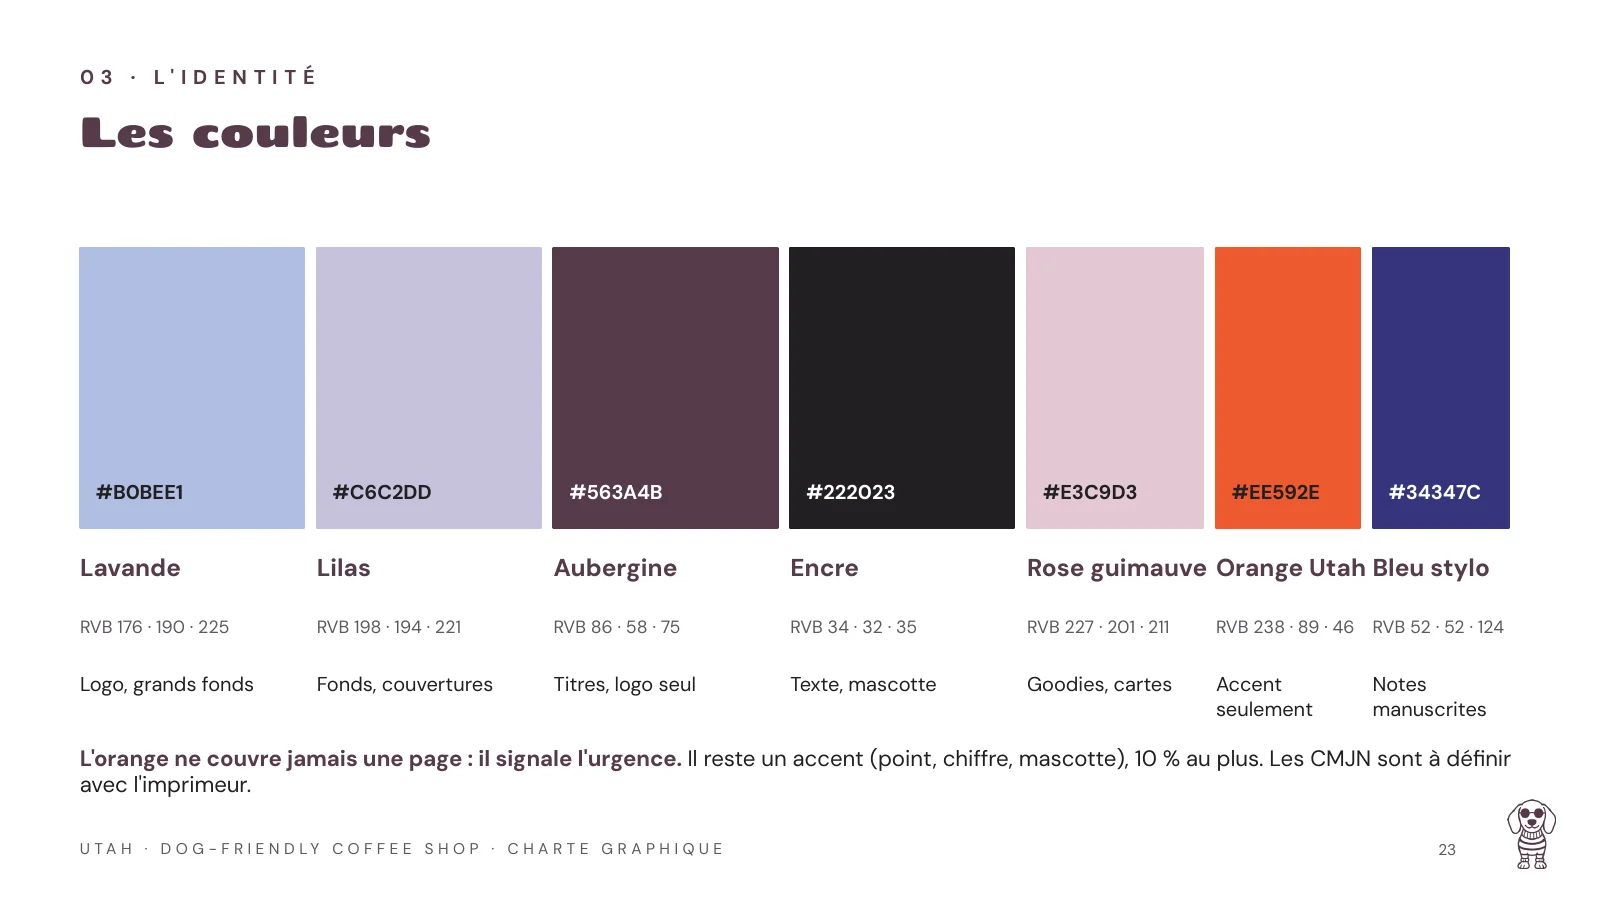 03 · L'IDENTITÉ
Les couleurs
#B0BEE1
#C6C2DD
#563A4B
#222023
#E3C9D3
#EE592E
#34347C
Lavande
Lilas
Aubergine
Encre
Rose guimauve
Orange Utah
Bleu stylo
RVB 176 · 190 · 225
RVB 198 · 194 · 221
RVB 86 · 58 · 75
RVB 34 · 32 · 35
RVB 227 · 201 · 211
RVB 238 · 89 · 46
RVB 52 · 52 · 124
Logo, grands fonds
Fonds, couvertures
Titres, logo seul
Texte, mascotte
Goodies, cartes
Accent
seulement
Notes
manuscrites
L'orange ne couvre jamais une page : il signale l'urgence. Il reste un accent (point, chiffre, mascotte), 10 % au plus. Les CMJN sont à définir
avec l'imprimeur.
UTAH · DOG-FRIENDLY COFFEE SHOP · CHARTE GRAPHIQUE
23